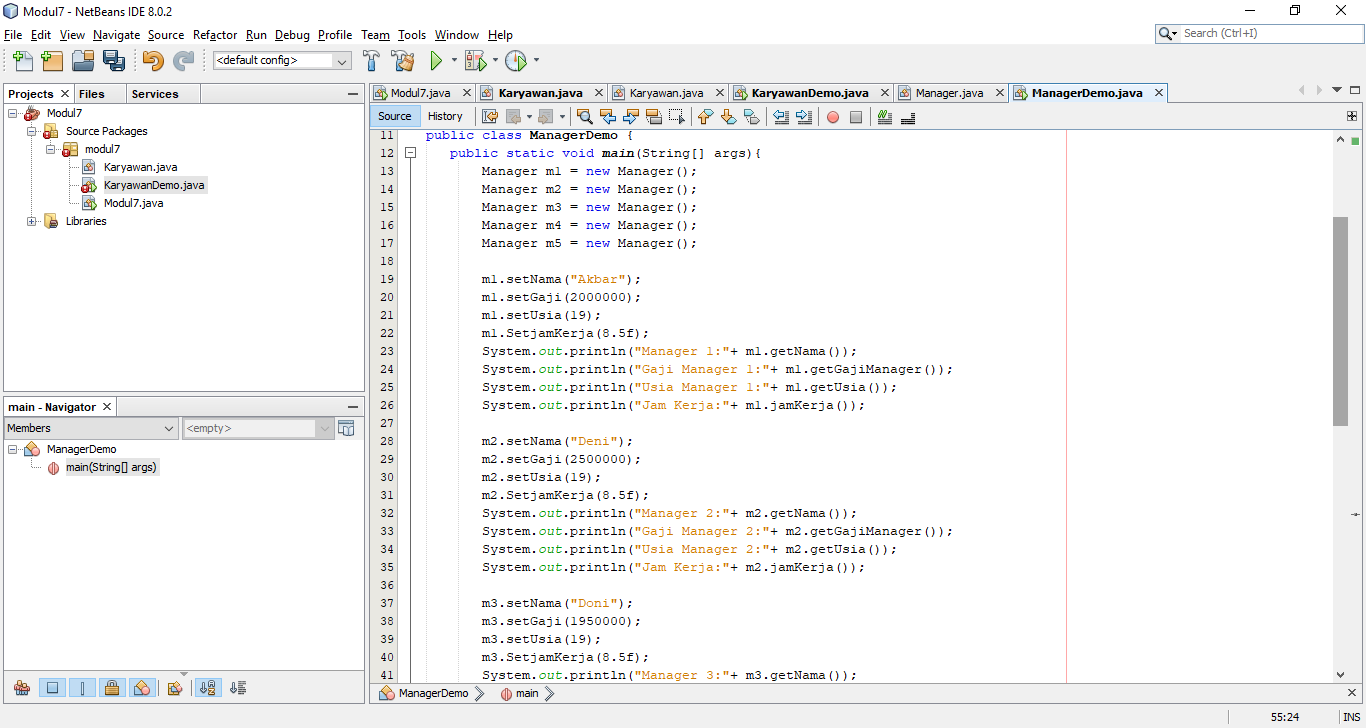 Modul7 - NetBeans IDE 8.0.2
File Edit View Navigate Source Refactor Run Debug Profile Team Tools Window Help
Search (Ctrl+I)
<default config>
Projects Files Services
Modul7
Source Packages
modul7
Karyawan.java
KaryawanDemo.java
Modul7.java
Libraries
main - Navigator
Members <empty>
ManagerDemo
main(String[] args)
Modul7.java Karyawan.java Karyawan.java KaryawanDemo.java Manager.java ManagerDemo.java
Source History
11 public class ManagerDemo {
12 public static void main(String[] args){
13 Manager m1 = new Manager();
14 Manager m2 = new Manager();
15 Manager m3 = new Manager();
16 Manager m4 = new Manager();
17 Manager m5 = new Manager();
18
19 m1.setNama("Akbar");
20 m1.setGaji(2000000);
21 m1.setUsia(19);
22 m1.SetjamKerja(8.5f);
23 System.out.println("Manager 1:"+ m1.getNama());
24 System.out.println("Gaji Manager 1:"+ m1.getGajiManager());
25 System.out.println("Usia Manager 1:"+ m1.getUsia());
26 System.out.println("Jam Kerja:"+ m1.jamKerja());
27
28 m2.setNama("Deni");
29 m2.setGaji(2500000);
30 m2.setUsia(19);
31 m2.SetjamKerja(8.5f);
32 System.out.println("Manager 2:"+ m2.getNama());
33 System.out.println("Gaji Manager 2:"+ m2.getGajiManager());
34 System.out.println("Usia Manager 2:"+ m2.getUsia());
35 System.out.println("Jam Kerja:"+ m2.jamKerja());
36
37 m3.setNama("Doni");
38 m3.setGaji(1950000);
39 m3.setUsia(19);
40 m3.SetjamKerja(8.5f);
41 System.out.println("Manager 3:"+ m3.getNama());
ManagerDemo main
55:24 INS